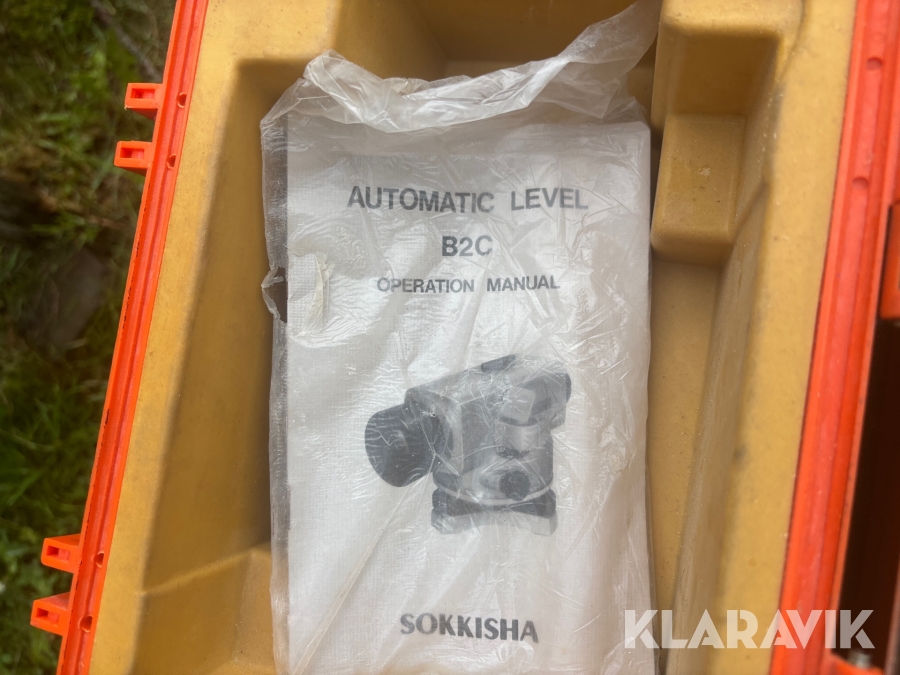 AUTOMATIC LEVEL
B2C
OPERATION MANUAL
SOKKISHA
KLARAVIK